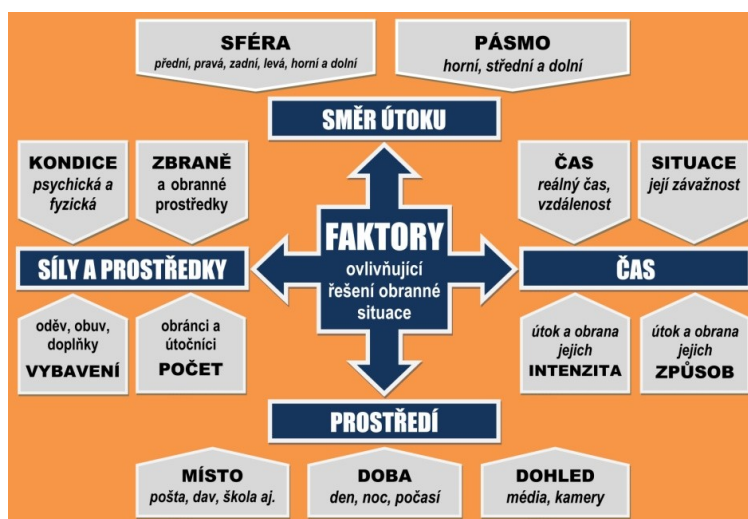 SFÉRA
přední, pravá, zadní, levá, horní a dolní
PÁSMO
horní, střední a dolní
SMĚR ÚTOKU
KONDICE
psychická a
fyzická
ZBRANĚ
a obranné
prostředky
ČAS
reálný čas,
vzdálenost
SITUACE
její závažnost
SÍLY A PROSTŘEDKY
FAKTORY
ovlivňující
řešení obranné
situace
ČAS
oděv, obuv,
doplňky
VYBAVENÍ
obránci a
útočníci
POČET
útok a obrana
jejich
INTENZITA
útok a obrana
jejich
ZPŮSOB
PROSTŘEDÍ
MÍSTO
pošta, dav, škola aj.
DOBA
den, noc, počasí
DOHLED
média, kamery